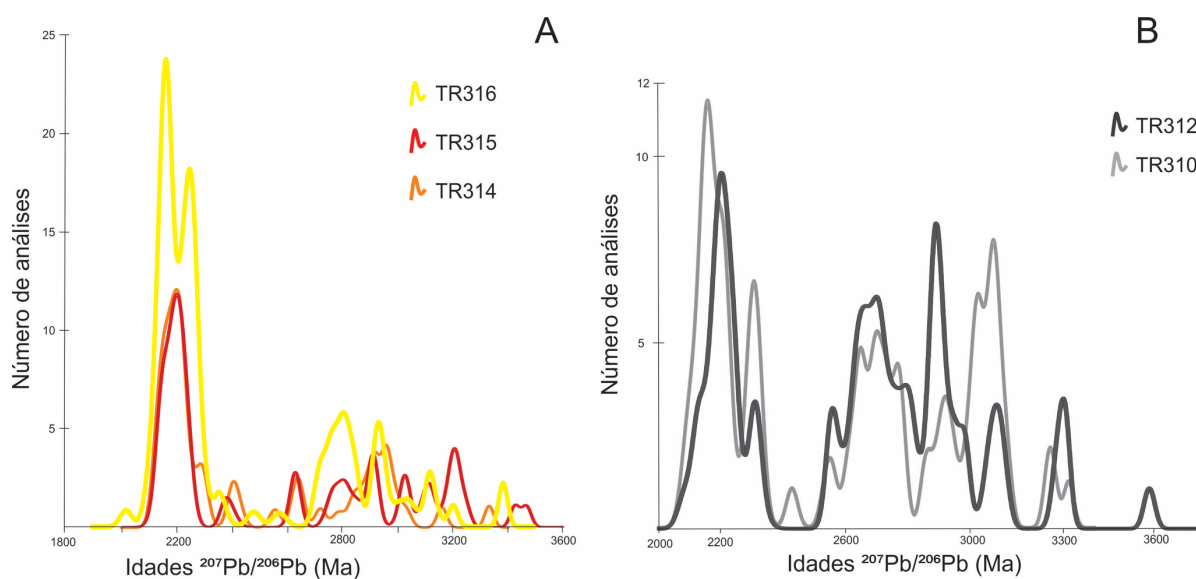 A
25
20
15
10
5
Número de análises
TR316
TR315
TR314
1800
2200
2800
3200
3600
Idades ²⁰⁷Pb/²⁰⁶Pb (Ma)
B
12
10
5
Número de análises
TR312
TR310
2000
2200
2600
3000
3300
3600
Idades ²⁰⁷Pb/²⁰⁶Pb (Ma)